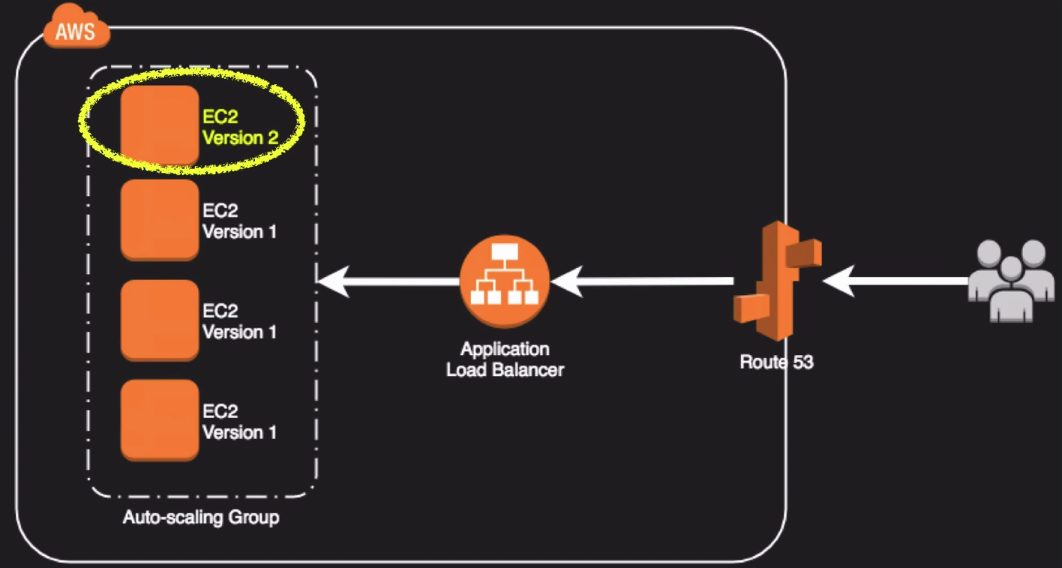 AWS
EC2
Version 2
EC2
Version 1
EC2
Version 1
EC2
Version 1
Auto-scaling Group
Application
Load Balancer
Route 53